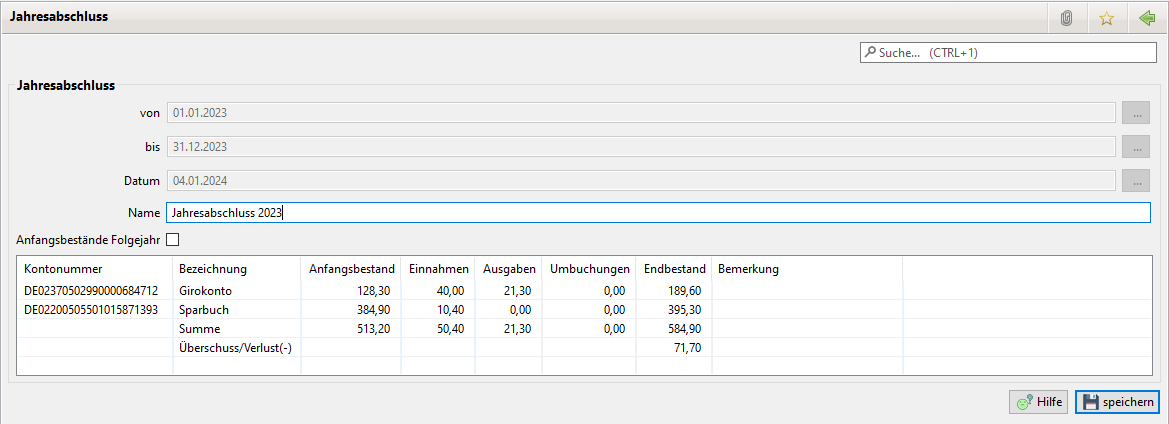 Jahresabschluss
Suche... (CTRL+1)
Jahresabschluss
von 01.01.2023 ...
bis 31.12.2023 ...
Datum 04.01.2024 ...
Name Jahresabschluss 2023
Anfangsbestände Folgejahr
Kontonummer Bezeichnung Anfangsbestand Einnahmen Ausgaben Umbuchungen Endbestand Bemerkung
DE02370502990000684712 Girokonto 128,30 40,00 21,30 0,00 189,60
DE02200505501015871393 Sparbuch 384,90 10,40 0,00 0,00 395,30
Summe 513,20 50,40 21,30 0,00 584,90
Überschuss/Verlust(-) 71,70
Hilfe speichern